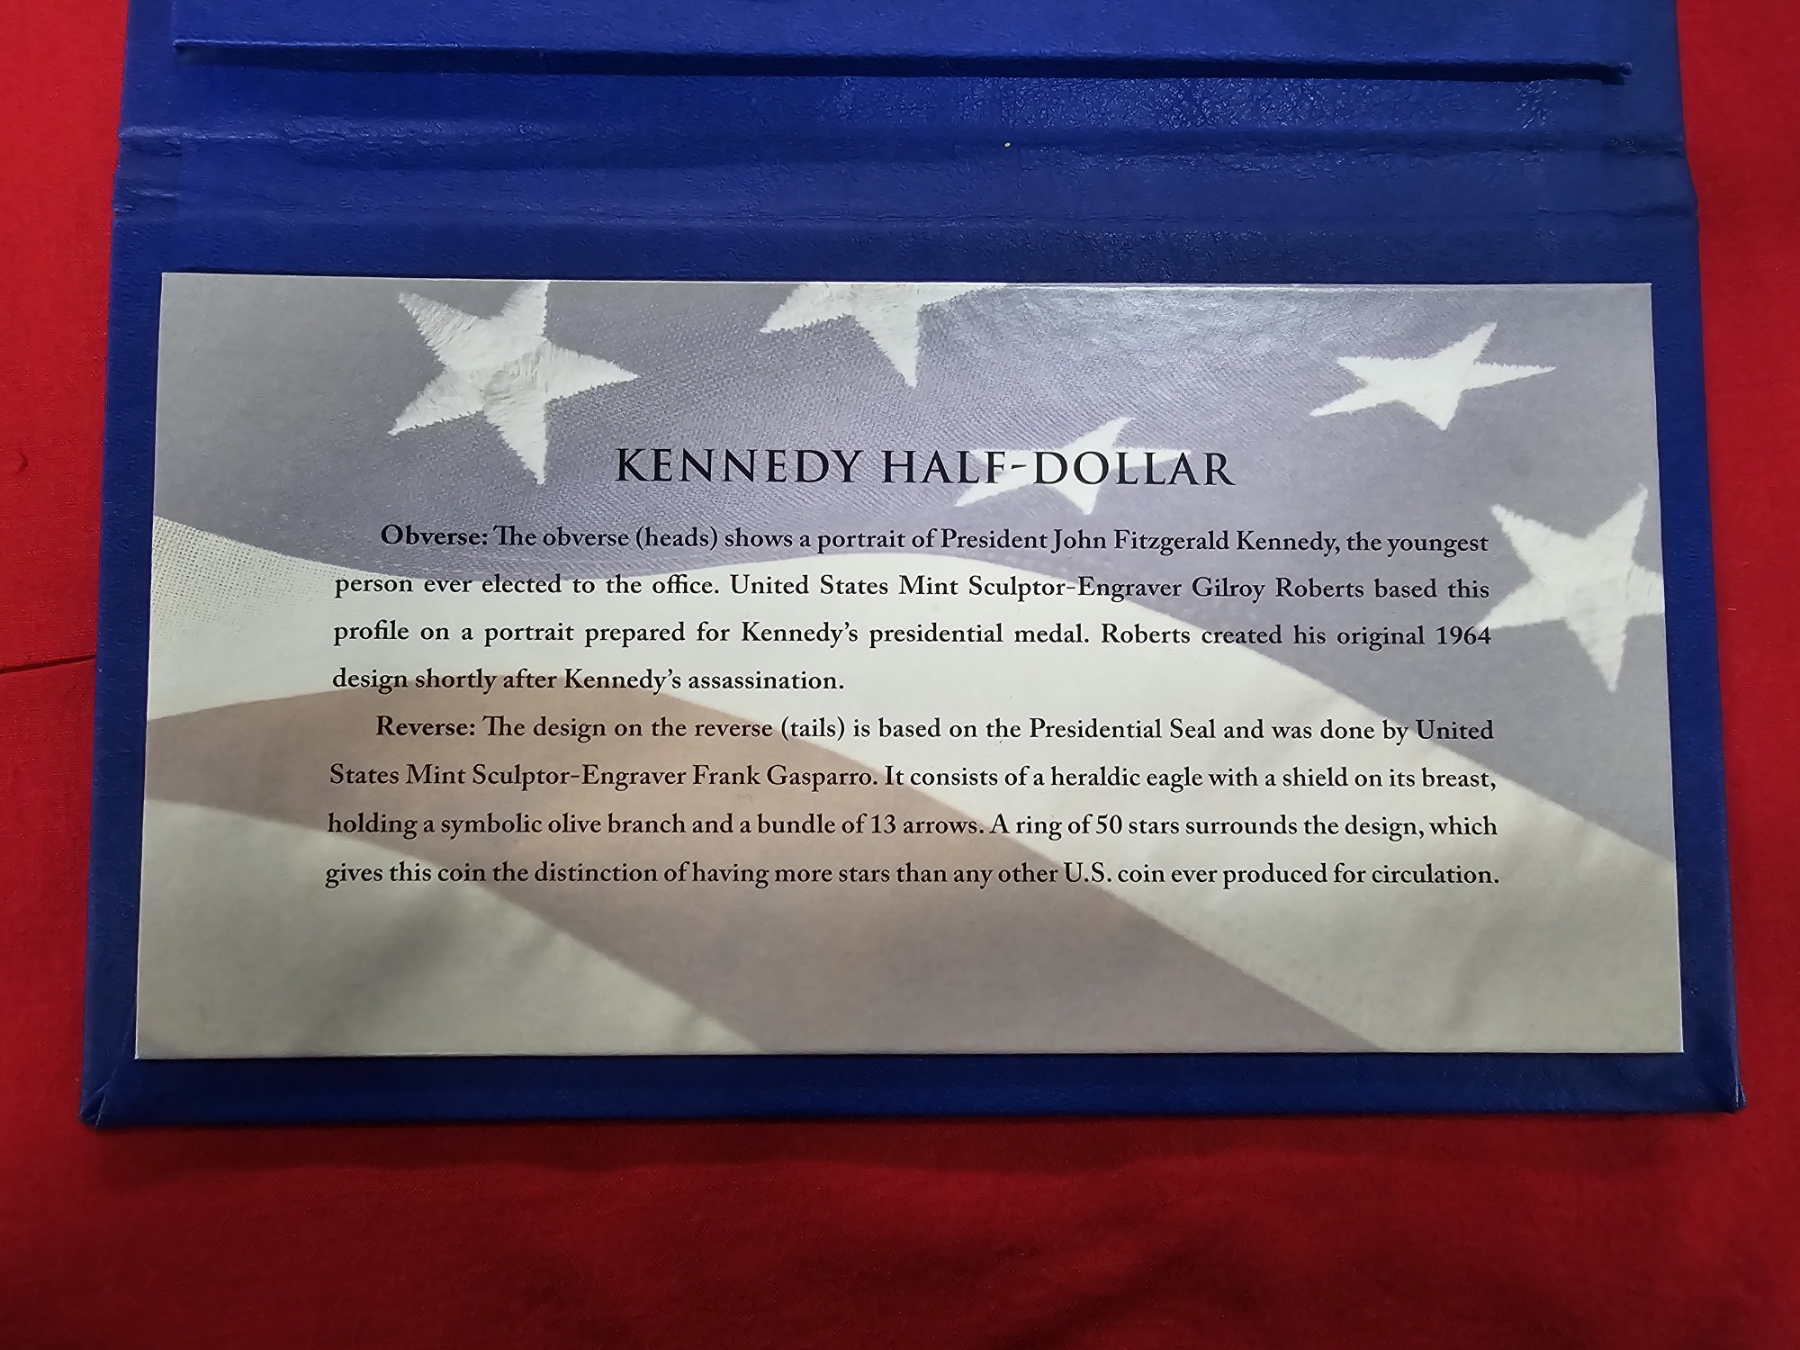 KENNEDY HALF-DOLLAR
Obverse: The obverse (heads) shows a portrait of President John Fitzgerald Kennedy, the youngest
person ever elected to the office. United States Mint Sculptor-Engraver Gilroy Roberts based this
profile on a portrait prepared for Kennedy's presidential medal. Roberts created his original 1964
design shortly after Kennedy's assassination.
Reverse: The design on the reverse (tails) is based on the Presidential Seal and was done by United
States Mint Sculptor-Engraver Frank Gasparro. It consists of a heraldic eagle with a shield on its breast,
holding a symbolic olive branch and a bundle of 13 arrows. A ring of 50 stars surrounds the design, which
gives this coin the distinction of having more stars than any other U.S. coin ever produced for circulation.